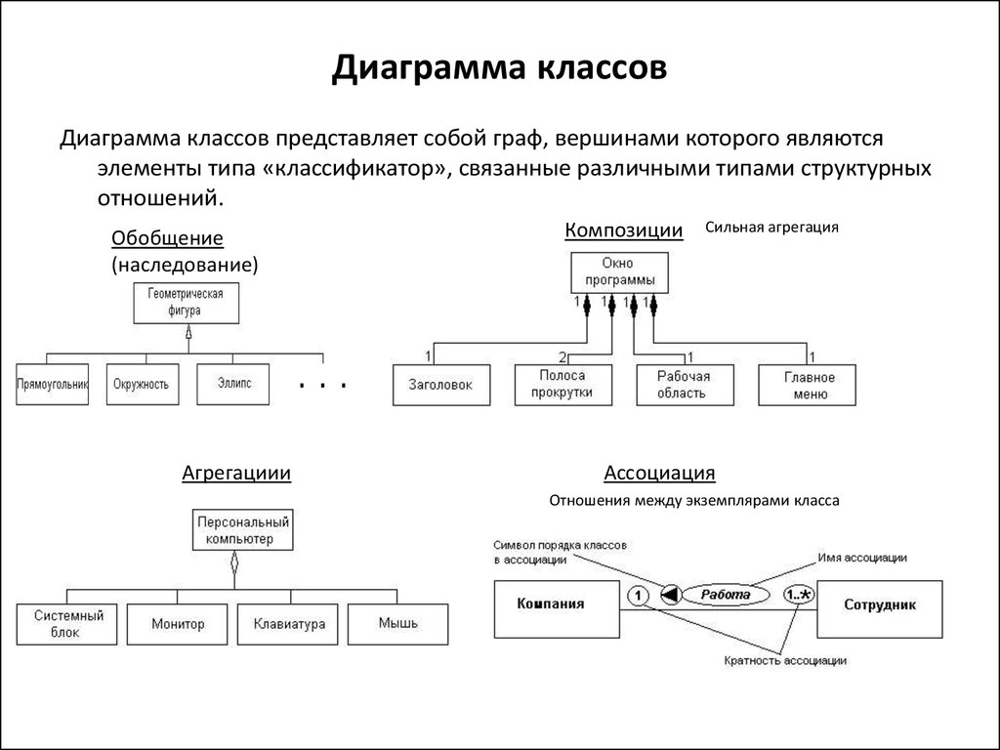 Диаграмма классов
Диаграмма классов представляет собой граф, вершинами которого являются
элементы типа «классификатор», связанные различными типами структурных
отношений.
Обобщение
(наследование)
Геометрическая
фигура
Прямоугольник
Окружность
Эллипс
. . .
Композиции
Сильная агрегация
Окно
программы
1 1 1 1
1 2 1 1
Заголовок
Полоса
прокрутки
Рабочая
область
Главное
меню
Агрегациии
Персональный
компьютер
Системный
блок
Монитор
Клавиатура
Мышь
Ассоциация
Отношения между экземплярами класса
Символ порядка классов
в ассоциации
Имя ассоциации
Компания
1
Работа
1..*
Сотрудник
Кратность ассоциации